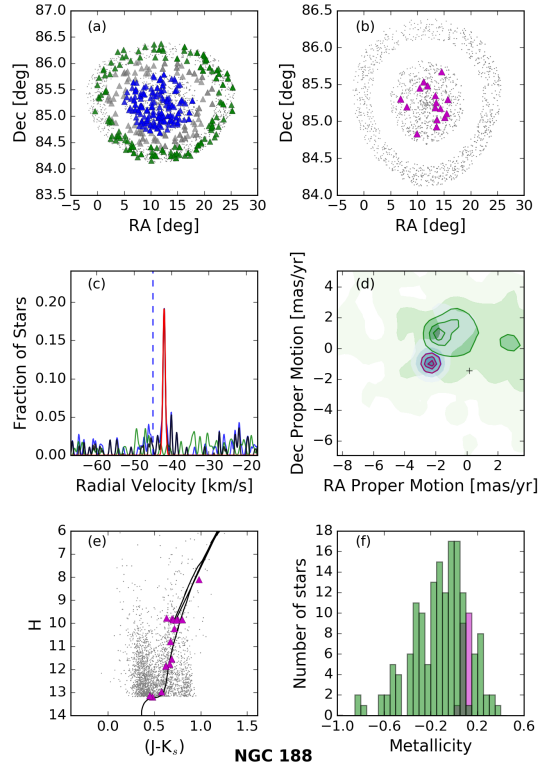 (a)
87.0
86.5
86.0
85.5
85.0
84.5
84.0
83.5
Dec [deg]
−5 0 5 10 15 20 25 30
RA [deg]
(b)
86.5
86.0
85.5
85.0
84.5
84.0
Dec [deg]
−5 0 5 10 15 20 25 30
RA [deg]
(c)
0.20
0.15
0.10
0.05
0.00
Fraction of Stars
−60 −50 −40 −30 −20
Radial Velocity [km/s]
(d)
4
2
0
−2
−4
−6
Dec Proper Motion [mas/yr]
−8 −6 −4 −2 0 2
RA Proper Motion [mas/yr]
(e)
6
7
8
9
10
11
12
13
14
H
0.0 0.5 1.0 1.5
(J-Ks)
(f)
18
16
14
12
10
8
6
4
2
0
Number of stars
−1.0 −0.6 −0.2 0.2 0.6
Metallicity
NGC 188